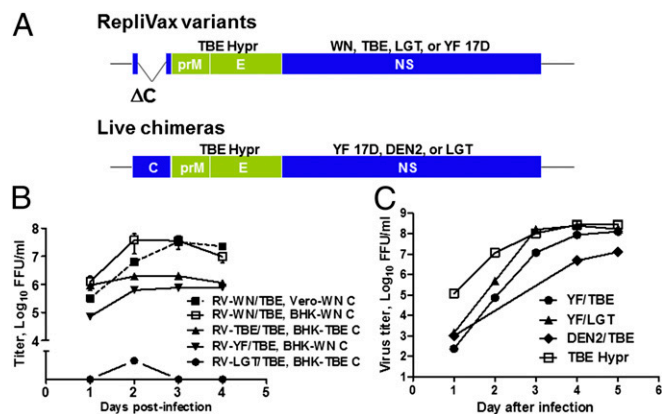 A
RepliVax variants
TBE Hypr
WN, TBE, LGT, or YF 17D
prM
E
NS
ΔC
Live chimeras
TBE Hypr
YF 17D, DEN2, or LGT
C
prM
E
NS
B
Titer, Log10 FFU/ml
8
7
6
5
4
0
0 1 2 3 4 5
Days post-infection
RV-WN/TBE, Vero-WN C
RV-WN/TBE, BHK-WN C
RV-TBE/TBE, BHK-TBE C
RV-YF/TBE, BHK-WN C
RV-LGT/TBE, BHK-TBE C
C
Virus titer, Log10 FFU/ml
10
9
8
7
6
5
4
3
2
1
0
0 1 2 3 4 5 6
Day after infection
YF/TBE
YF/LGT
DEN2/TBE
TBE Hypr